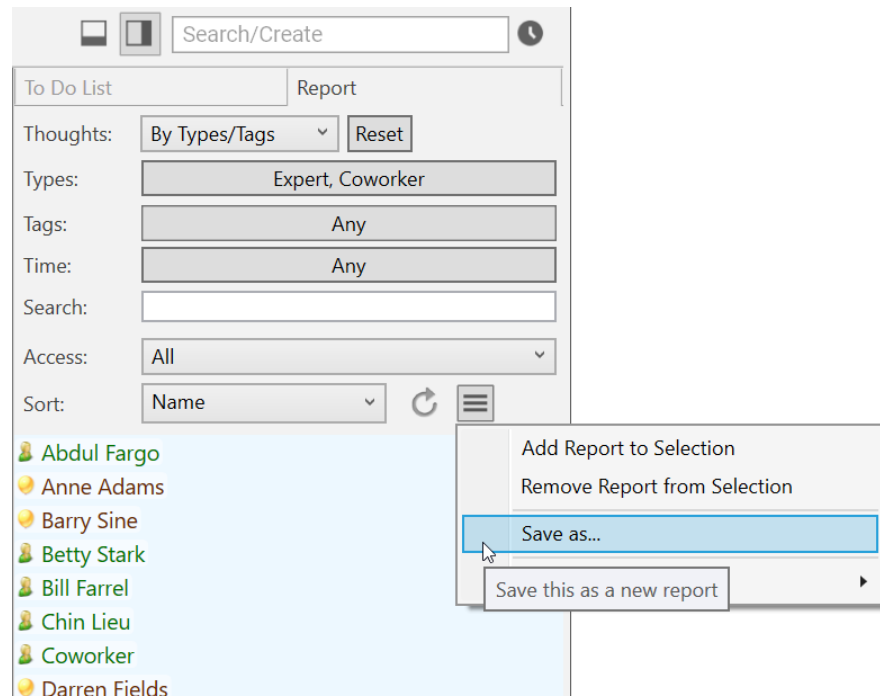 Search/Create
To Do List Report
Thoughts: By Types/Tags Reset
Types: Expert, Coworker
Tags: Any
Time: Any
Search:
Access: All
Sort: Name
Add Report to Selection
Remove Report from Selection
Save as...
Save this as a new report
Abdul Fargo
Anne Adams
Barry Sine
Betty Stark
Bill Farrel
Chin Lieu
Coworker
Darren Fields